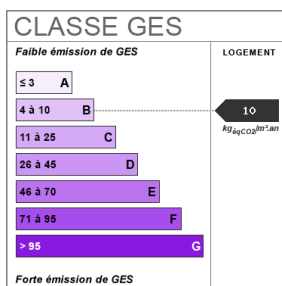 CLASSE GES
Faible émission de GES
LOGEMENT
≤ 3 A
4 à 10 B
10
kgéqCO2/m².an
11 à 25 C
26 à 45 D
46 à 70 E
71 à 95 F
> 95 G
Forte émission de GES